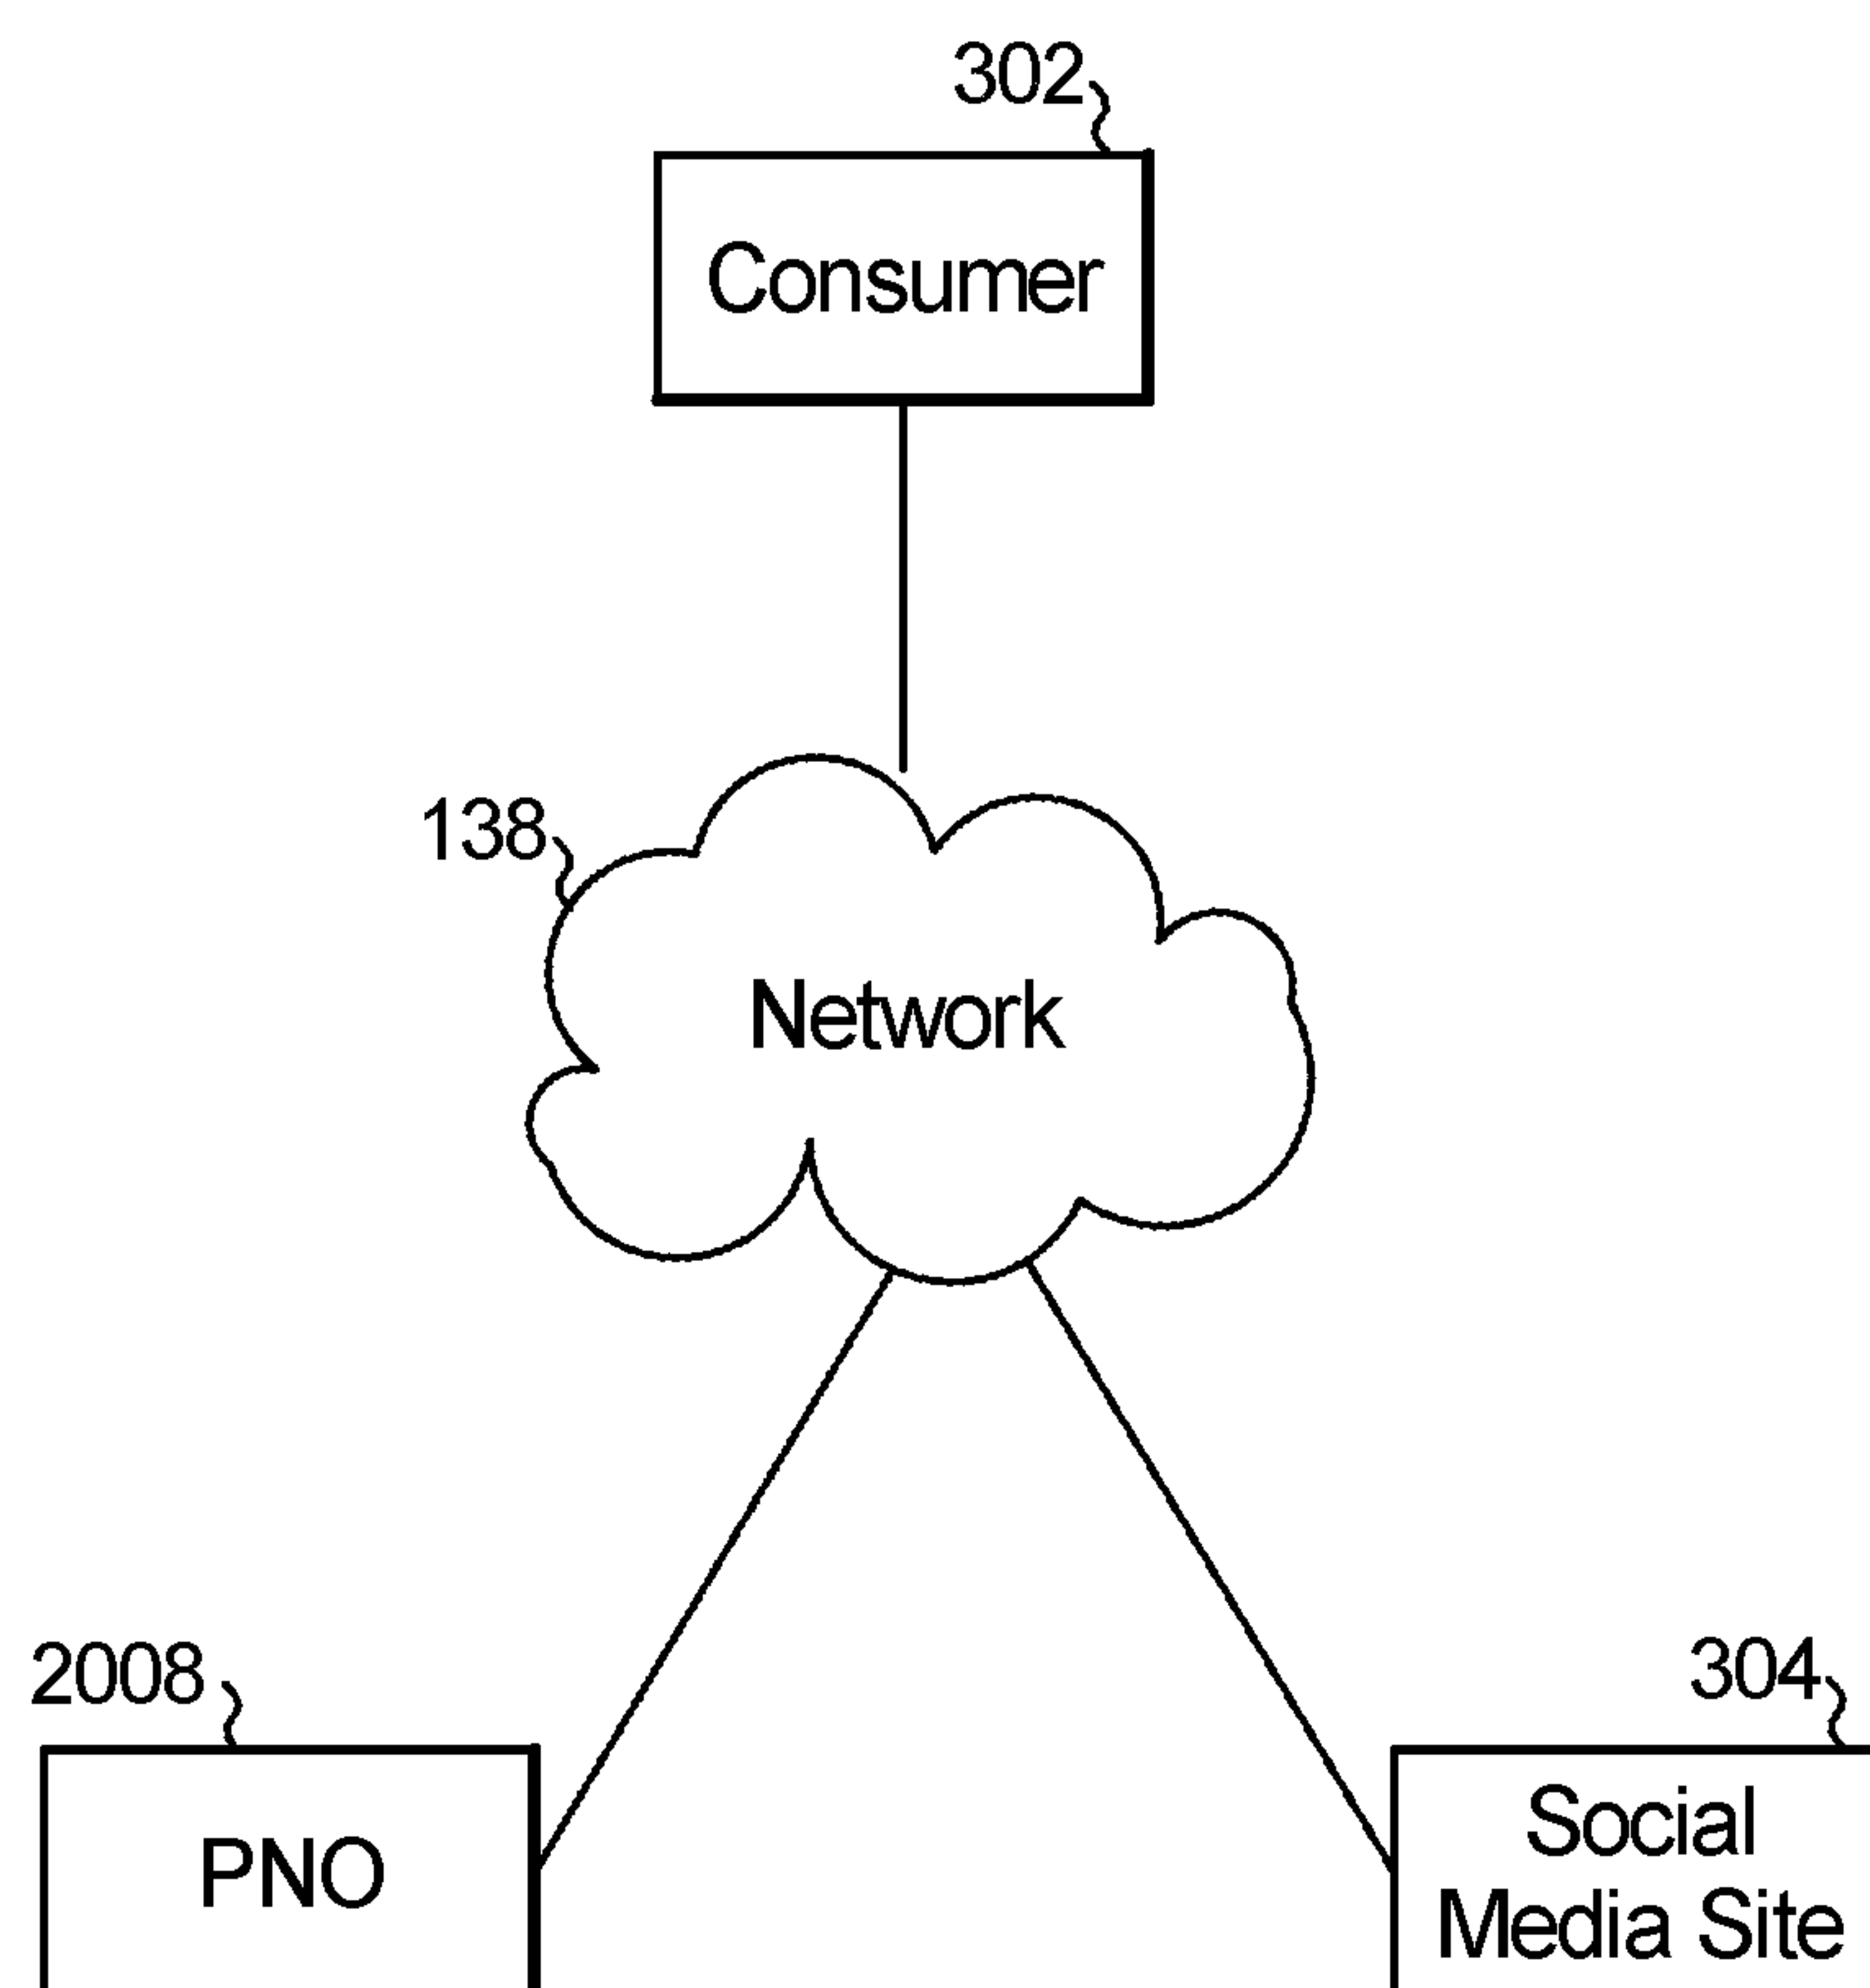 302
Consumer
138
Network
2008
304
PNO
Social
Media Site